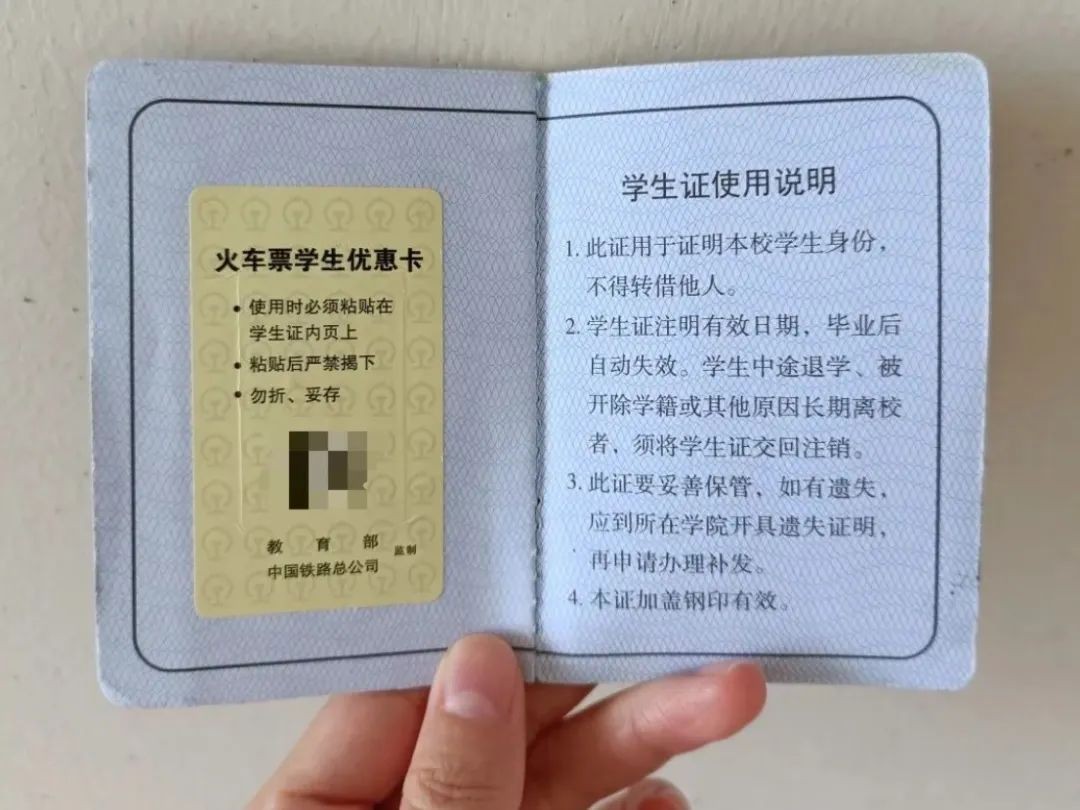 火车票学生优惠卡
• 使用时必须粘贴在
学生证内页上
• 粘贴后严禁揭下
• 勿折、妥存
教 育 部
监制
中国铁路总公司
学生证使用说明
1. 此证用于证明本校学生身份，
不得转借他人。
2. 学生证注明有效日期，毕业后
自动失效。学生中途退学、被
开除学籍或其他原因长期离校
者，须将学生证交回注销。
3. 此证要妥善保管，如有遗失，
应到所在学院开具遗失证明，
再申请办理补发。
4. 本证加盖钢印有效。